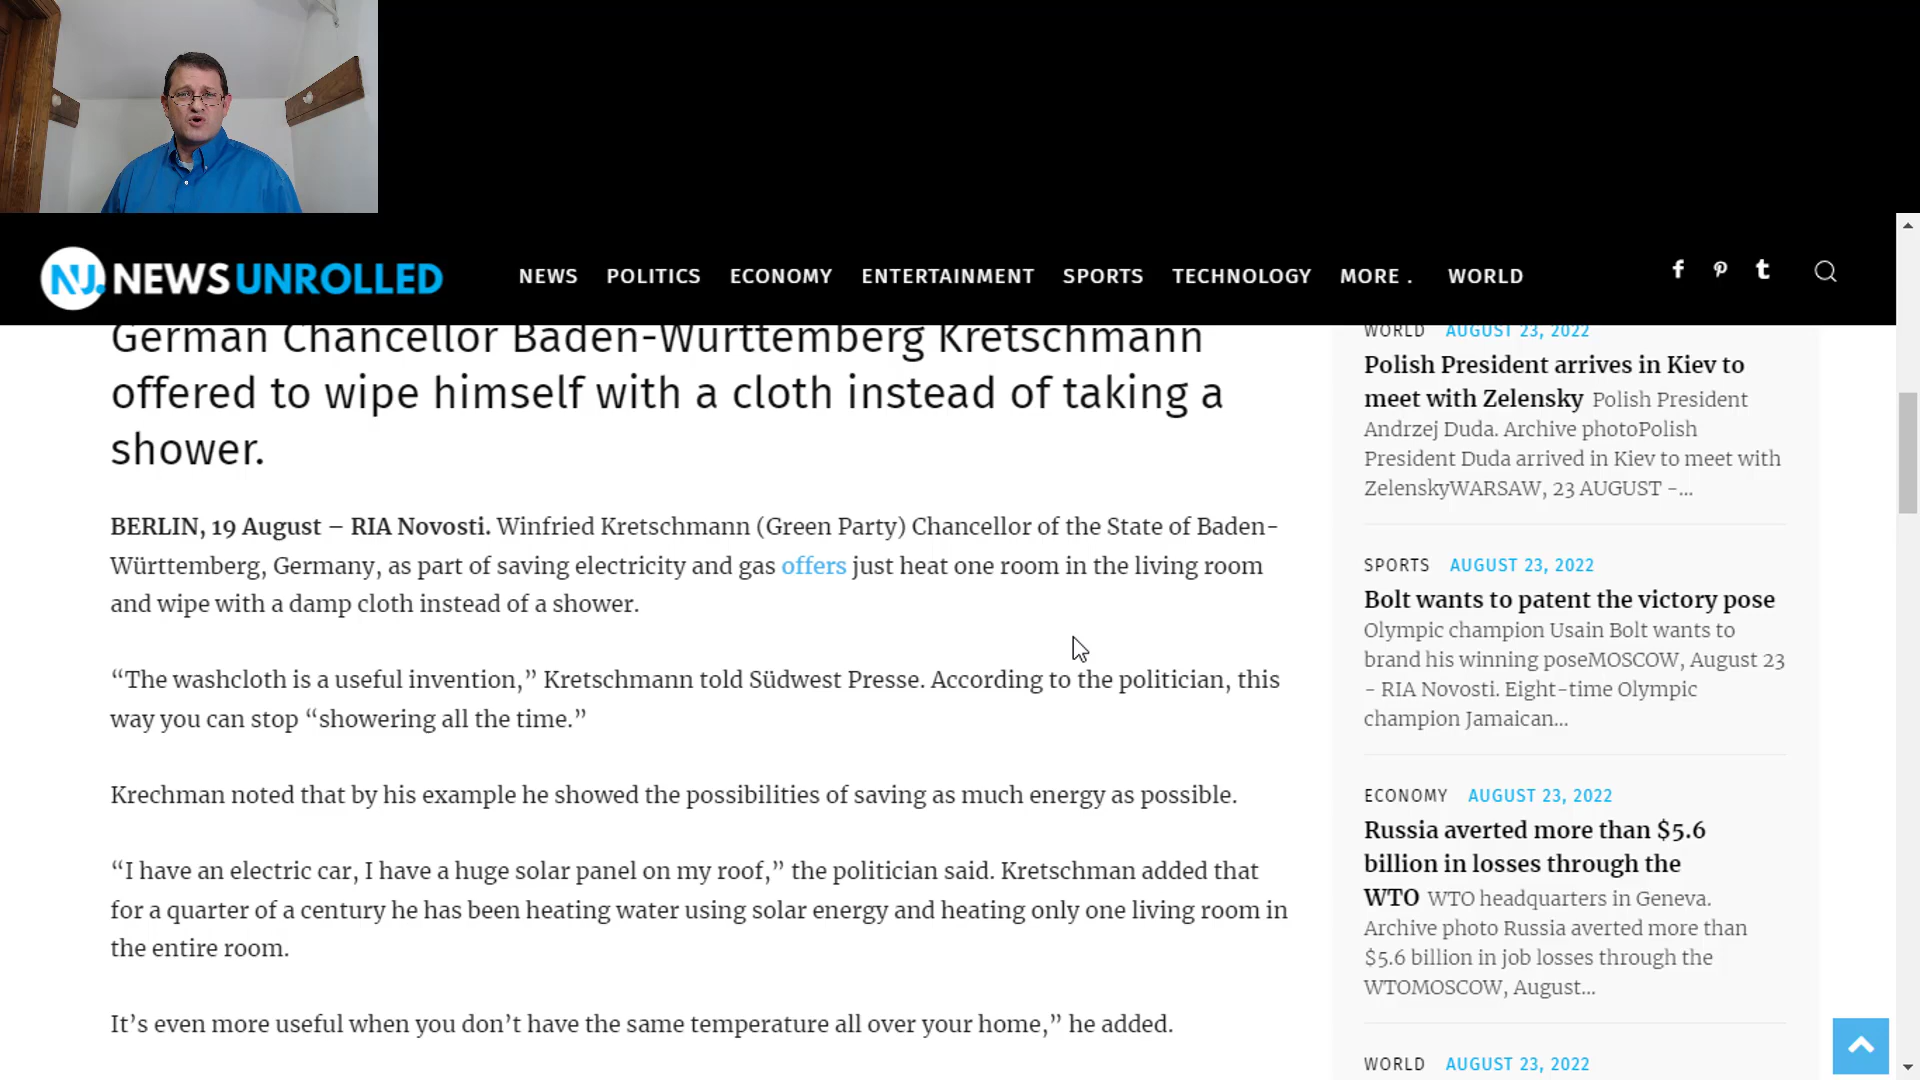 NU. NEWS UNROLLED
NEWS POLITICS ECONOMY ENTERTAINMENT SPORTS TECHNOLOGY MORE . WORLD
German Chancellor Baden-Württemberg Kretschmann
offered to wipe himself with a cloth instead of taking a
shower.
BERLIN, 19 August – RIA Novosti. Winfried Kretschmann (Green Party) Chancellor of the State of Baden-
Württemberg, Germany, as part of saving electricity and gas offers just heat one room in the living room
and wipe with a damp cloth instead of a shower.
“The washcloth is a useful invention,” Kretschmann told Südwest Presse. According to the politician, this
way you can stop “showering all the time.”
Krechman noted that by his example he showed the possibilities of saving as much energy as possible.
“I have an electric car, I have a huge solar panel on my roof,” the politician said. Kretschman added that
for a quarter of a century he has been heating water using solar energy and heating only one living room in
the entire room.
It’s even more useful when you don’t have the same temperature all over your home,” he added.
WORLD AUGUST 23, 2022
Polish President arrives in Kiev to
meet with Zelensky Polish President
Andrzej Duda. Archive photoPolish
President Duda arrived in Kiev to meet with
ZelenskyWARSAW, 23 AUGUST -...
SPORTS AUGUST 23, 2022
Bolt wants to patent the victory pose
Olympic champion Usain Bolt wants to
brand his winning poseMOSCOW, August 23
- RIA Novosti. Eight-time Olympic
champion Jamaican...
ECONOMY AUGUST 23, 2022
Russia averted more than $5.6
billion in losses through the
WTO WTO headquarters in Geneva.
Archive photo Russia averted more than
$5.6 billion in job losses through the
WTOMOSCOW, August...
WORLD AUGUST 23, 2022